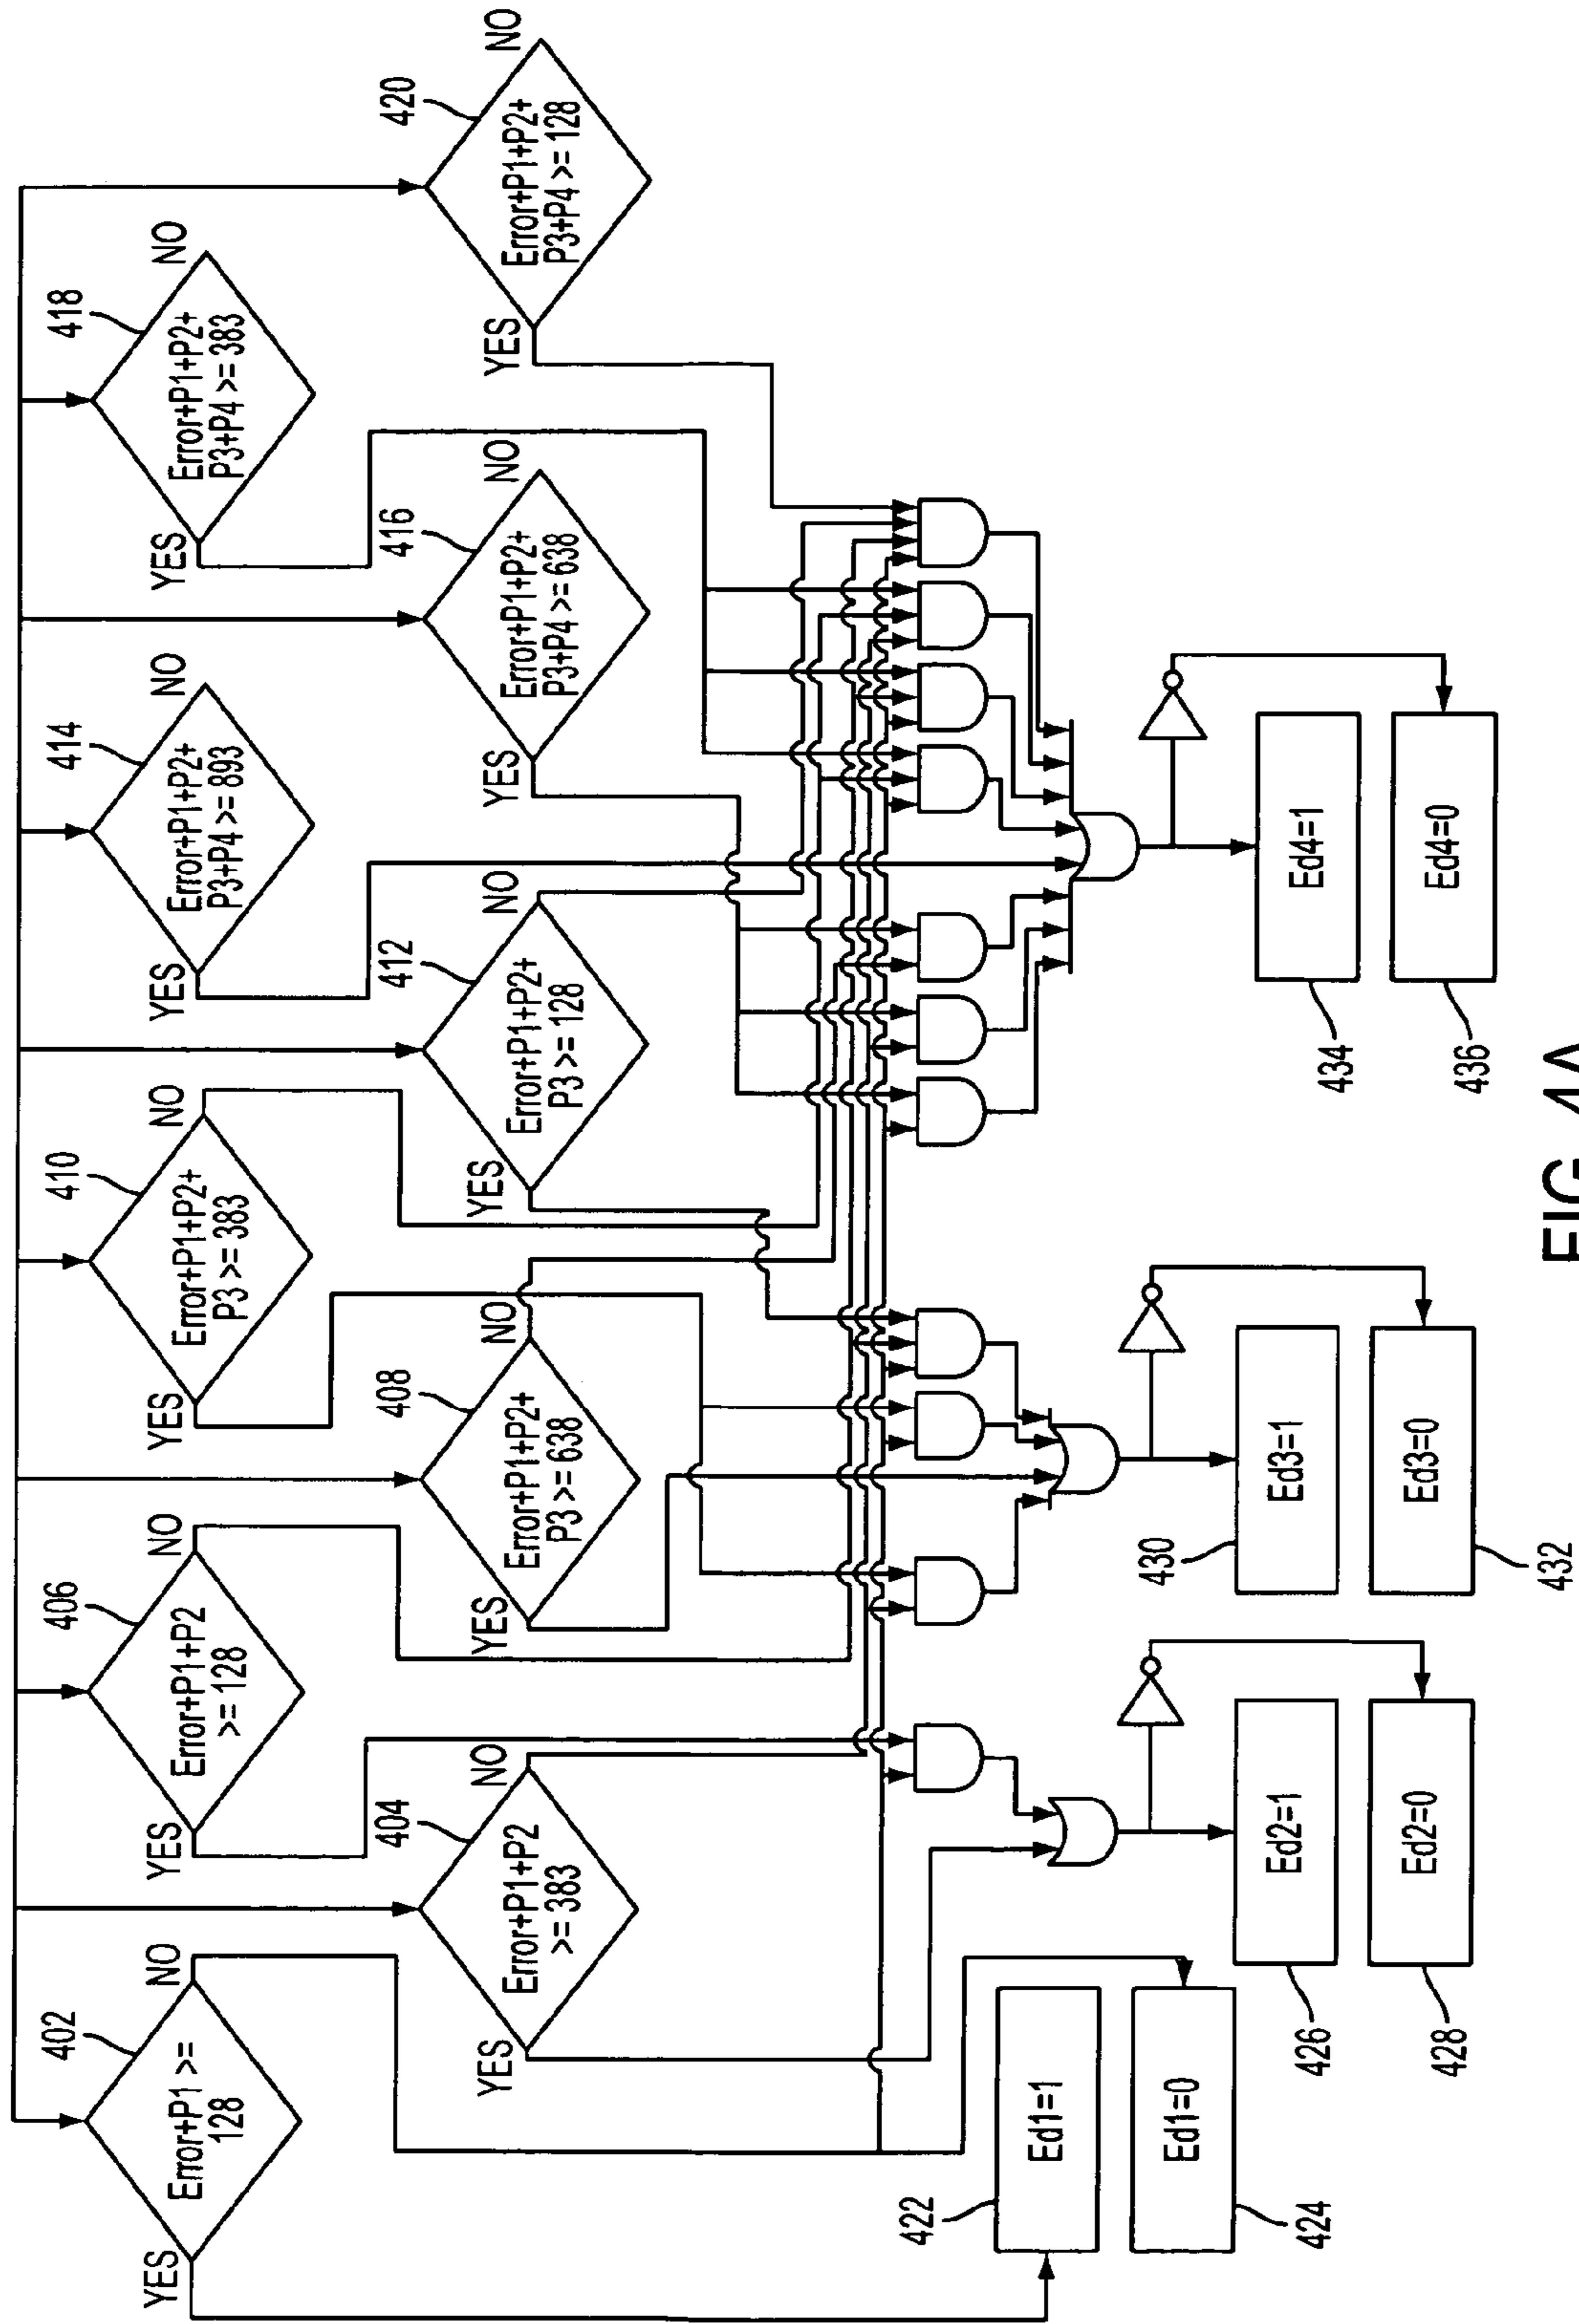 402
Error+P1 >=
128
YES
NO
404
Error+P1+P2
>= 383
YES
NO
406
Error+P1+P2
>= 128
YES
NO
408
Error+P1+P2+
P3 >= 638
YES
NO
410
Error+P1+P2+
P3 >= 383
YES
NO
412
Error+P1+P2+
P3 >= 128
YES
NO
414
Error+P1+P2+
P3+P4 >= 893
YES
NO
416
Error+P1+P2+
P3+P4 >= 638
YES
NO
418
Error+P1+P2+
P3+P4 >= 383
YES
NO
420
Error+P1+P2+
P3+P4 >= 128
YES
NO
422
Ed1=1
424
Ed1=0
426
Ed2=1
428
Ed2=0
430
Ed3=1
432
Ed3=0
434
Ed4=1
436
Ed4=0
FIG. 4A